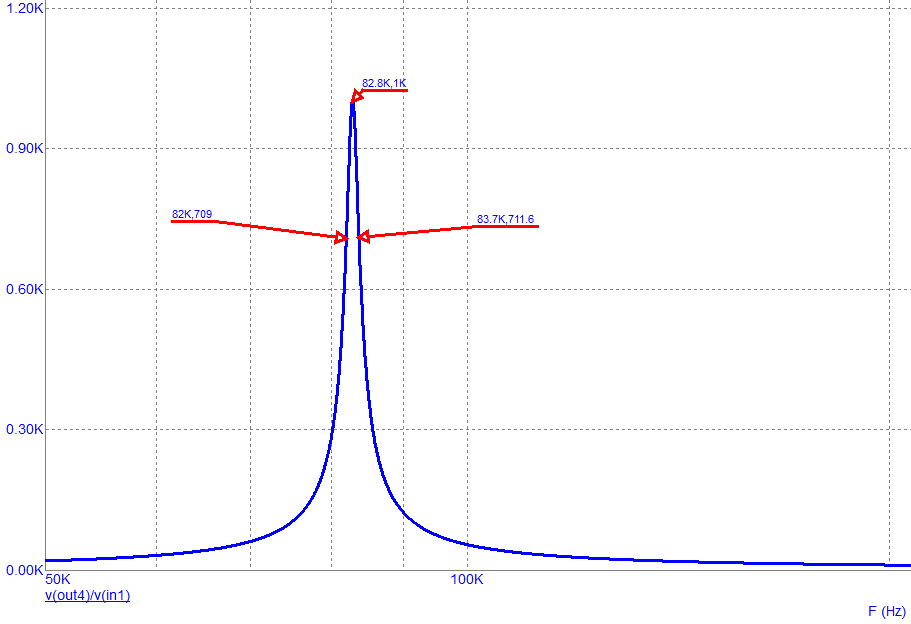 1.20K
82.8K,1K
0.90K
82K,709
83.7K,711.6
0.60K
0.30K
0.00K
50K
100K
v(out4)/v(in1)
F (Hz)